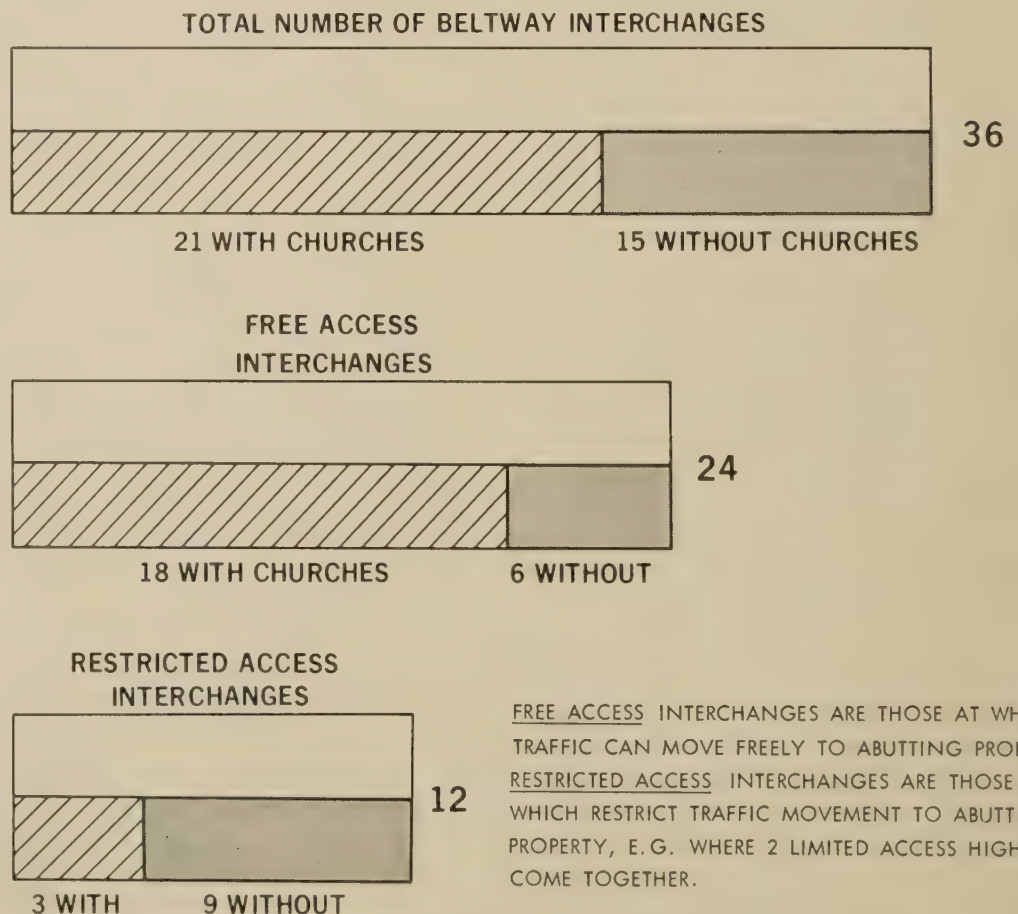 TOTAL NUMBER OF BELTWAY INTERCHANGES
36
21 WITH CHURCHES 15 WITHOUT CHURCHES
FREE ACCESS
INTERCHANGES
24
18 WITH CHURCHES 6 WITHOUT
RESTRICTED ACCESS
INTERCHANGES
12
3 WITH 9 WITHOUT
FREE ACCESS INTERCHANGES ARE THOSE AT
TRAFFIC CAN MOVE FREELY TO ABUTTING
RESTRICTED ACCESS INTERCHANGES ARE THOSE
WHICH RESTRICT TRAFFIC MOVEMENT TO
PROPERTY, E.G. WHERE 2 LIMITED ACCESS
COME TOGETHER.